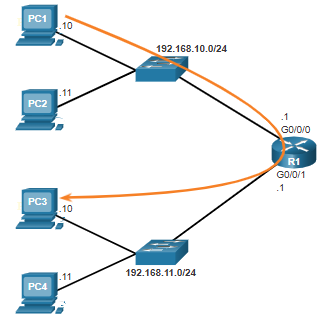 PC1
.10
192.168.10.0/24
PC2
.11
.1
G0/0/0
R1
G0/0/1
.1
PC3
.10
192.168.11.0/24
PC4
.11